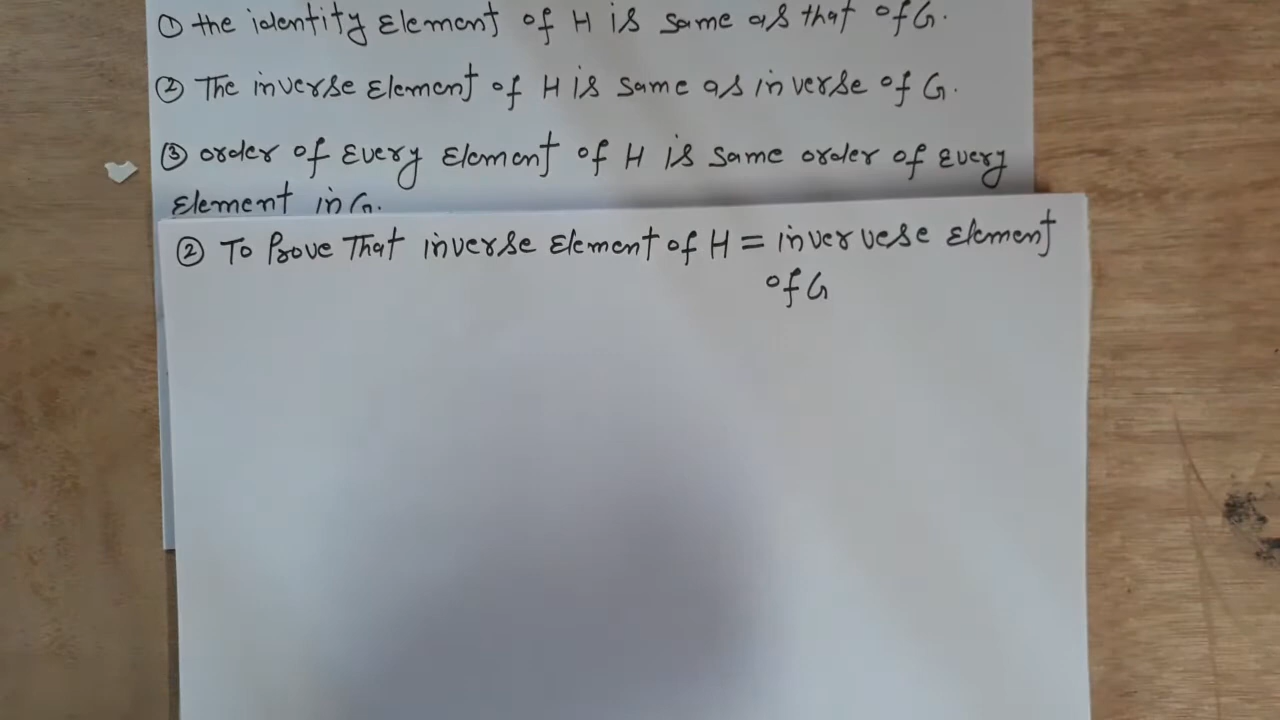 ① the identity Element of H is same as that of G.
② The inverse Element of H is same as inverse of G.
③ order of Every Element of H is same order of Every
Element in G.
② To Prove That inverse Element of H = inver vese Element
of G